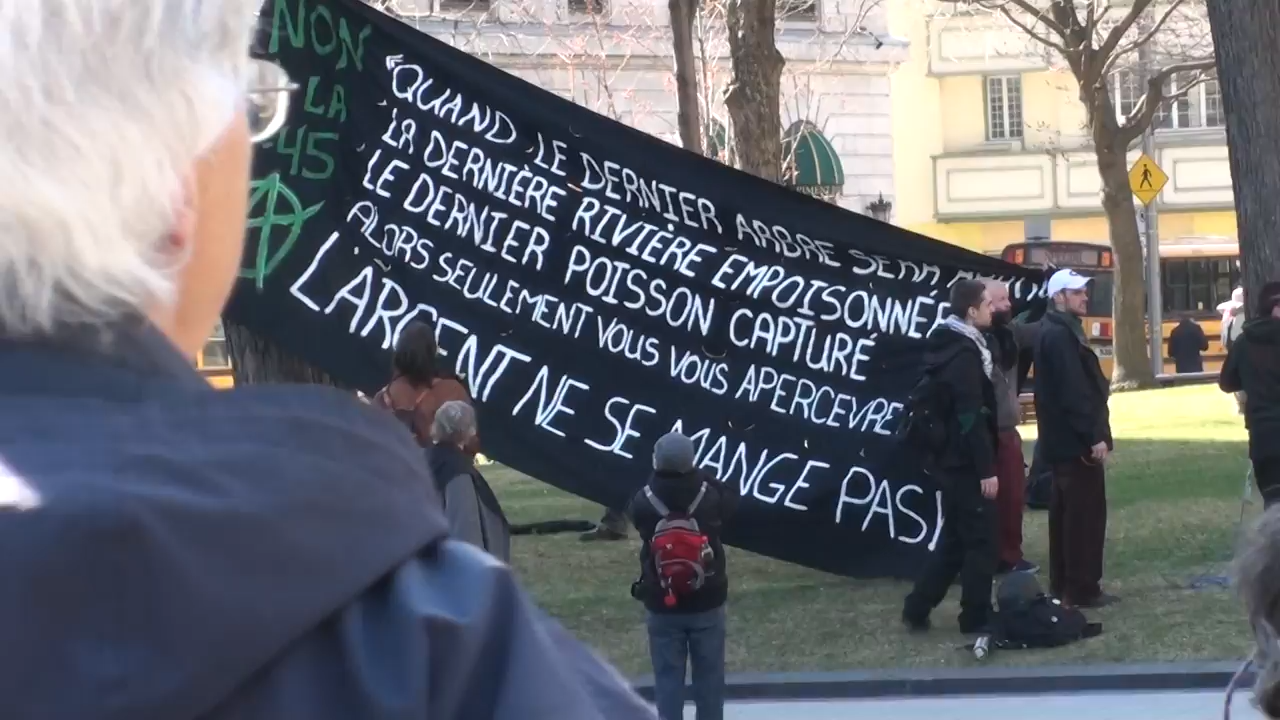 NON
LA
45
"QUAND LE DERNIER ARBRE SERA
LA DERNIÈRE RIVIÈRE EMPOISONNÉE
LE DERNIER POISSON CAPTURÉ
ALORS SEULEMENT VOUS VOUS APERCEVRE
L'ARGENT NE SE MANGE PAS!